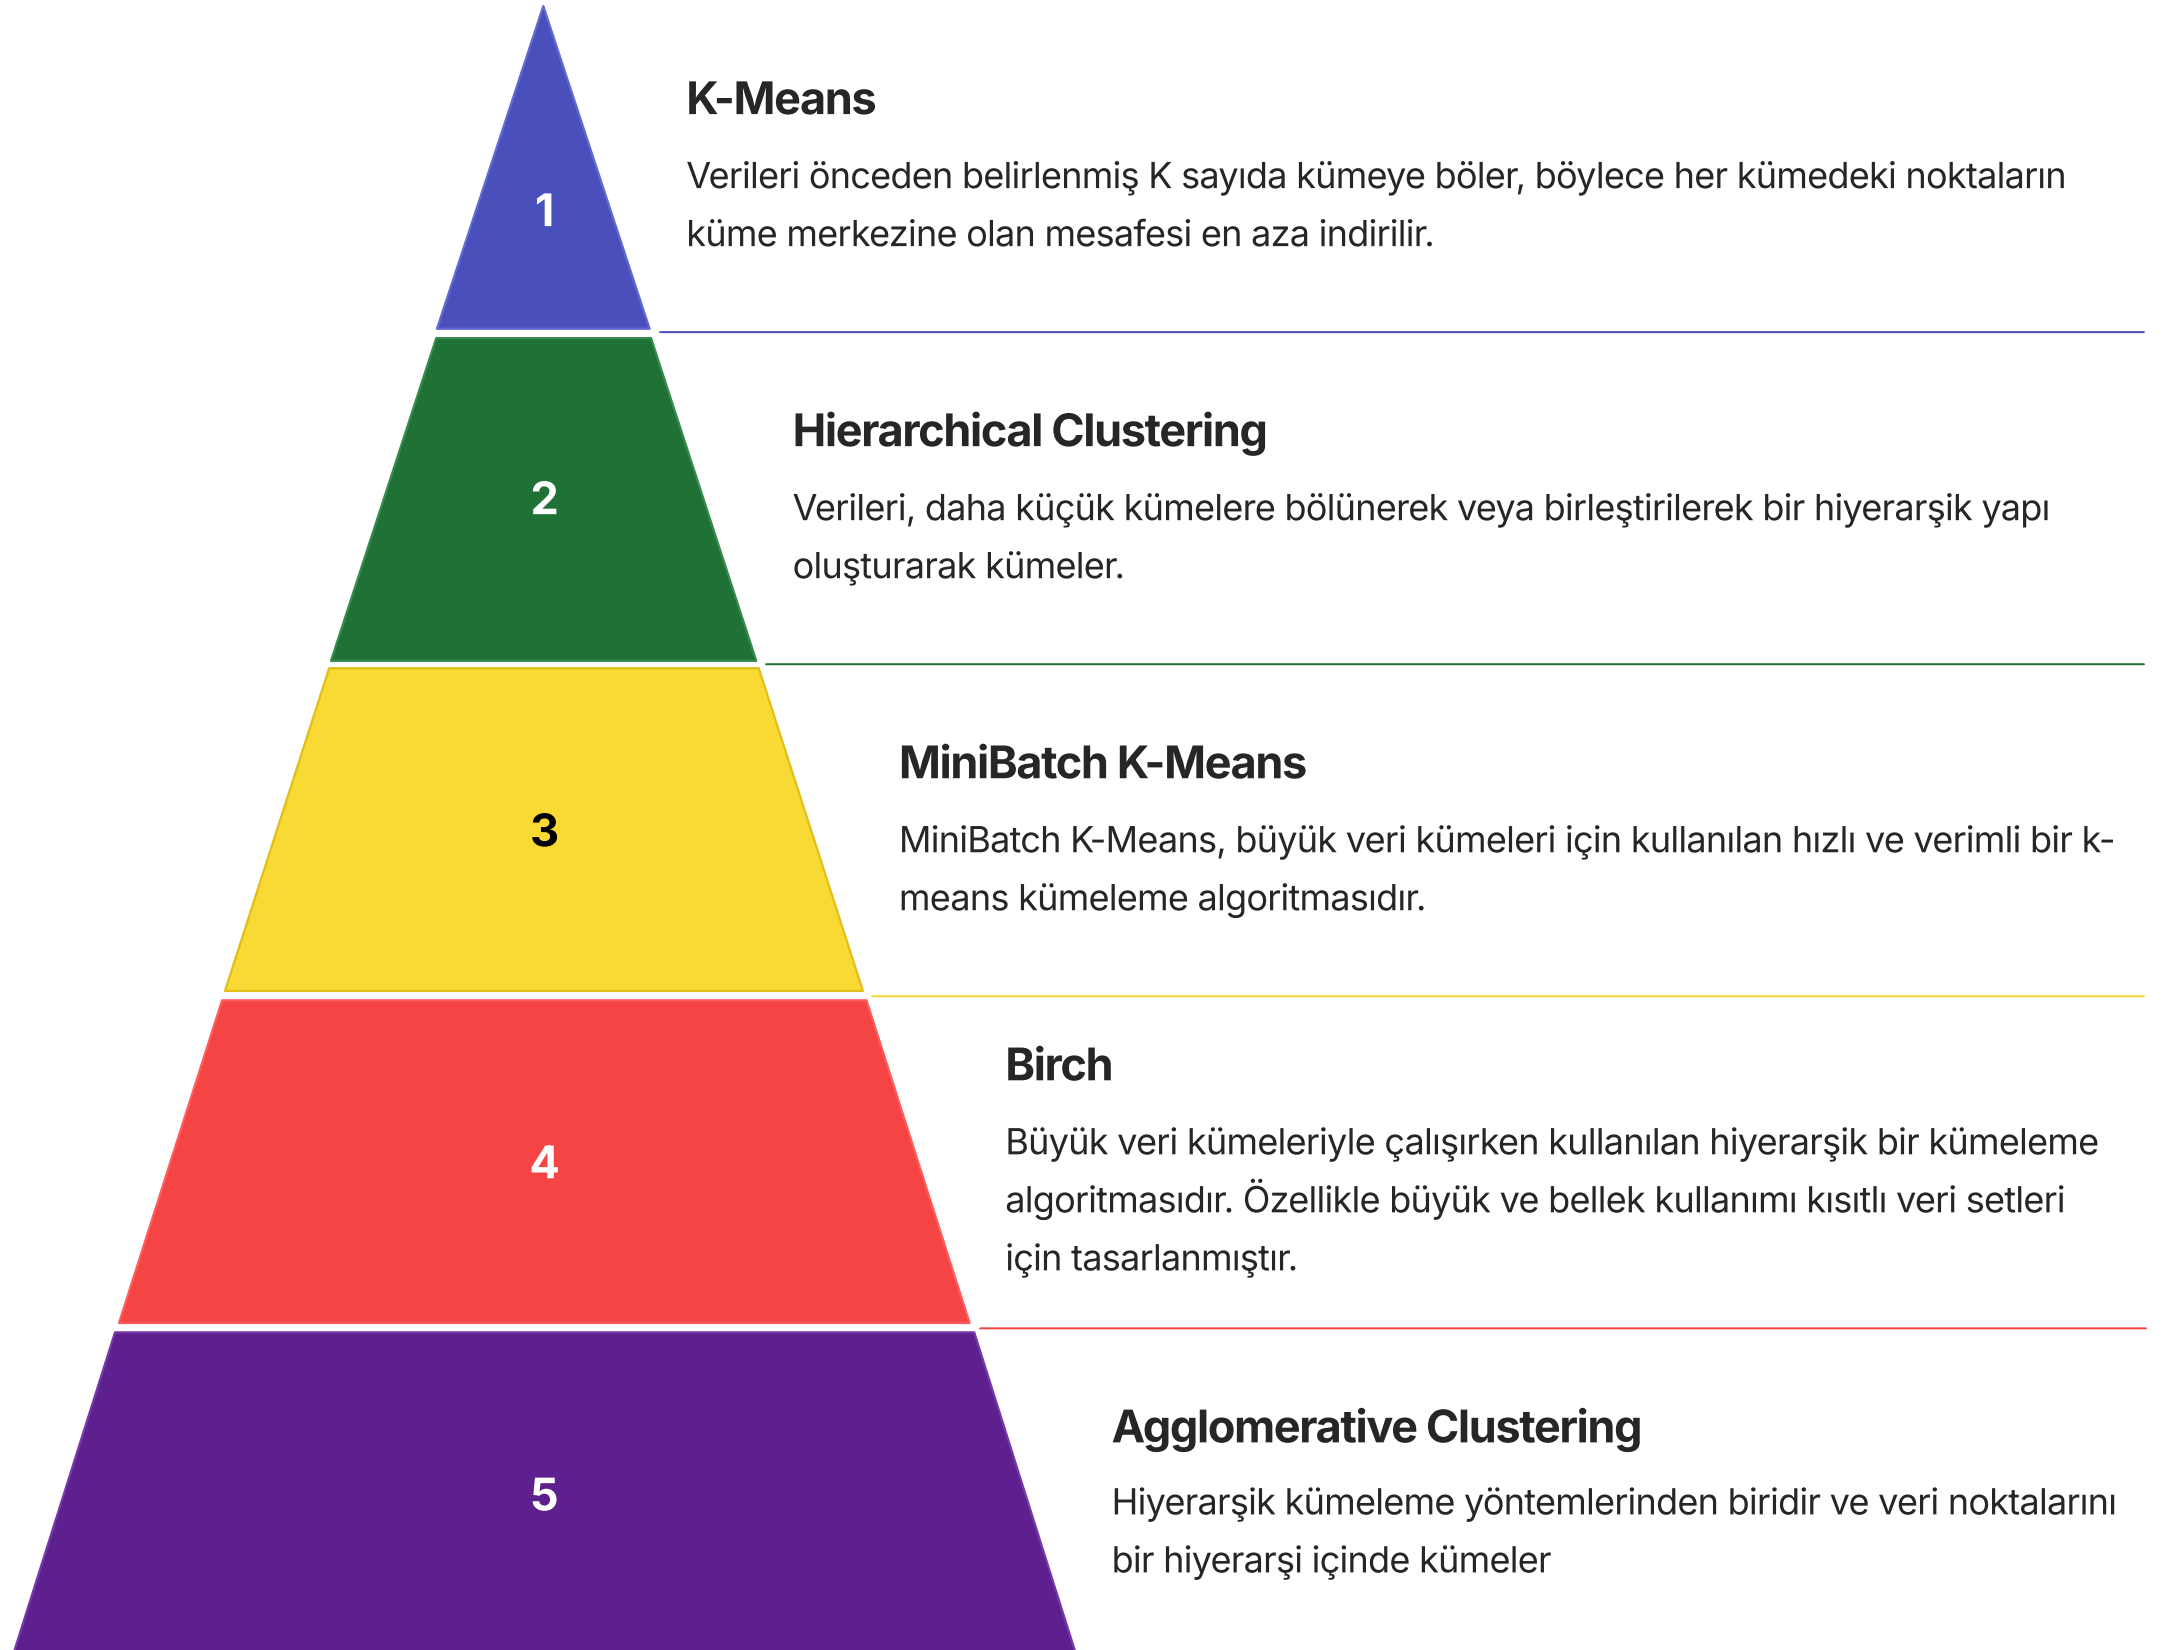 K-Means
Verileri önceden belirlenmiş K sayıda kümeye böler, böylece her kümedeki noktaların
küme merkezine olan mesafesi en aza indirilir.
1
Hierarchical Clustering
Verileri, daha küçük kümelere bölünerek veya birleştirilerek bir hiyerarşik yapı
oluşturarak kümeler.
2
MiniBatch K-Means
MiniBatch K-Means, büyük veri kümeleri için kullanılan hızlı ve verimli bir k-
means kümeleme algoritmasıdır.
3
Birch
Büyük veri kümeleriyle çalışırken kullanılan hiyerarşik bir kümeleme
algoritmasıdır. Özellikle büyük ve bellek kullanımı kısıtlı veri setleri
için tasarlanmıştır.
4
Agglomerative Clustering
Hiyerarşik kümeleme yöntemlerinden biridir ve veri noktalarını
bir hiyerarşi içinde kümeler
5